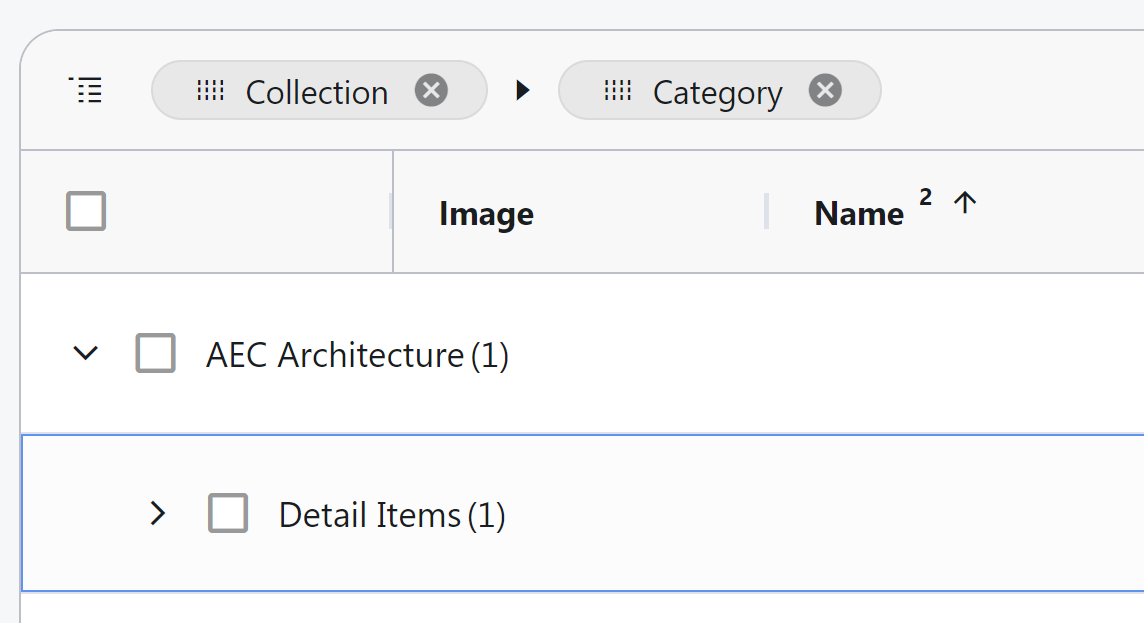 Collection Category
Image Name 2
AEC Architecture (1)
Detail Items (1)